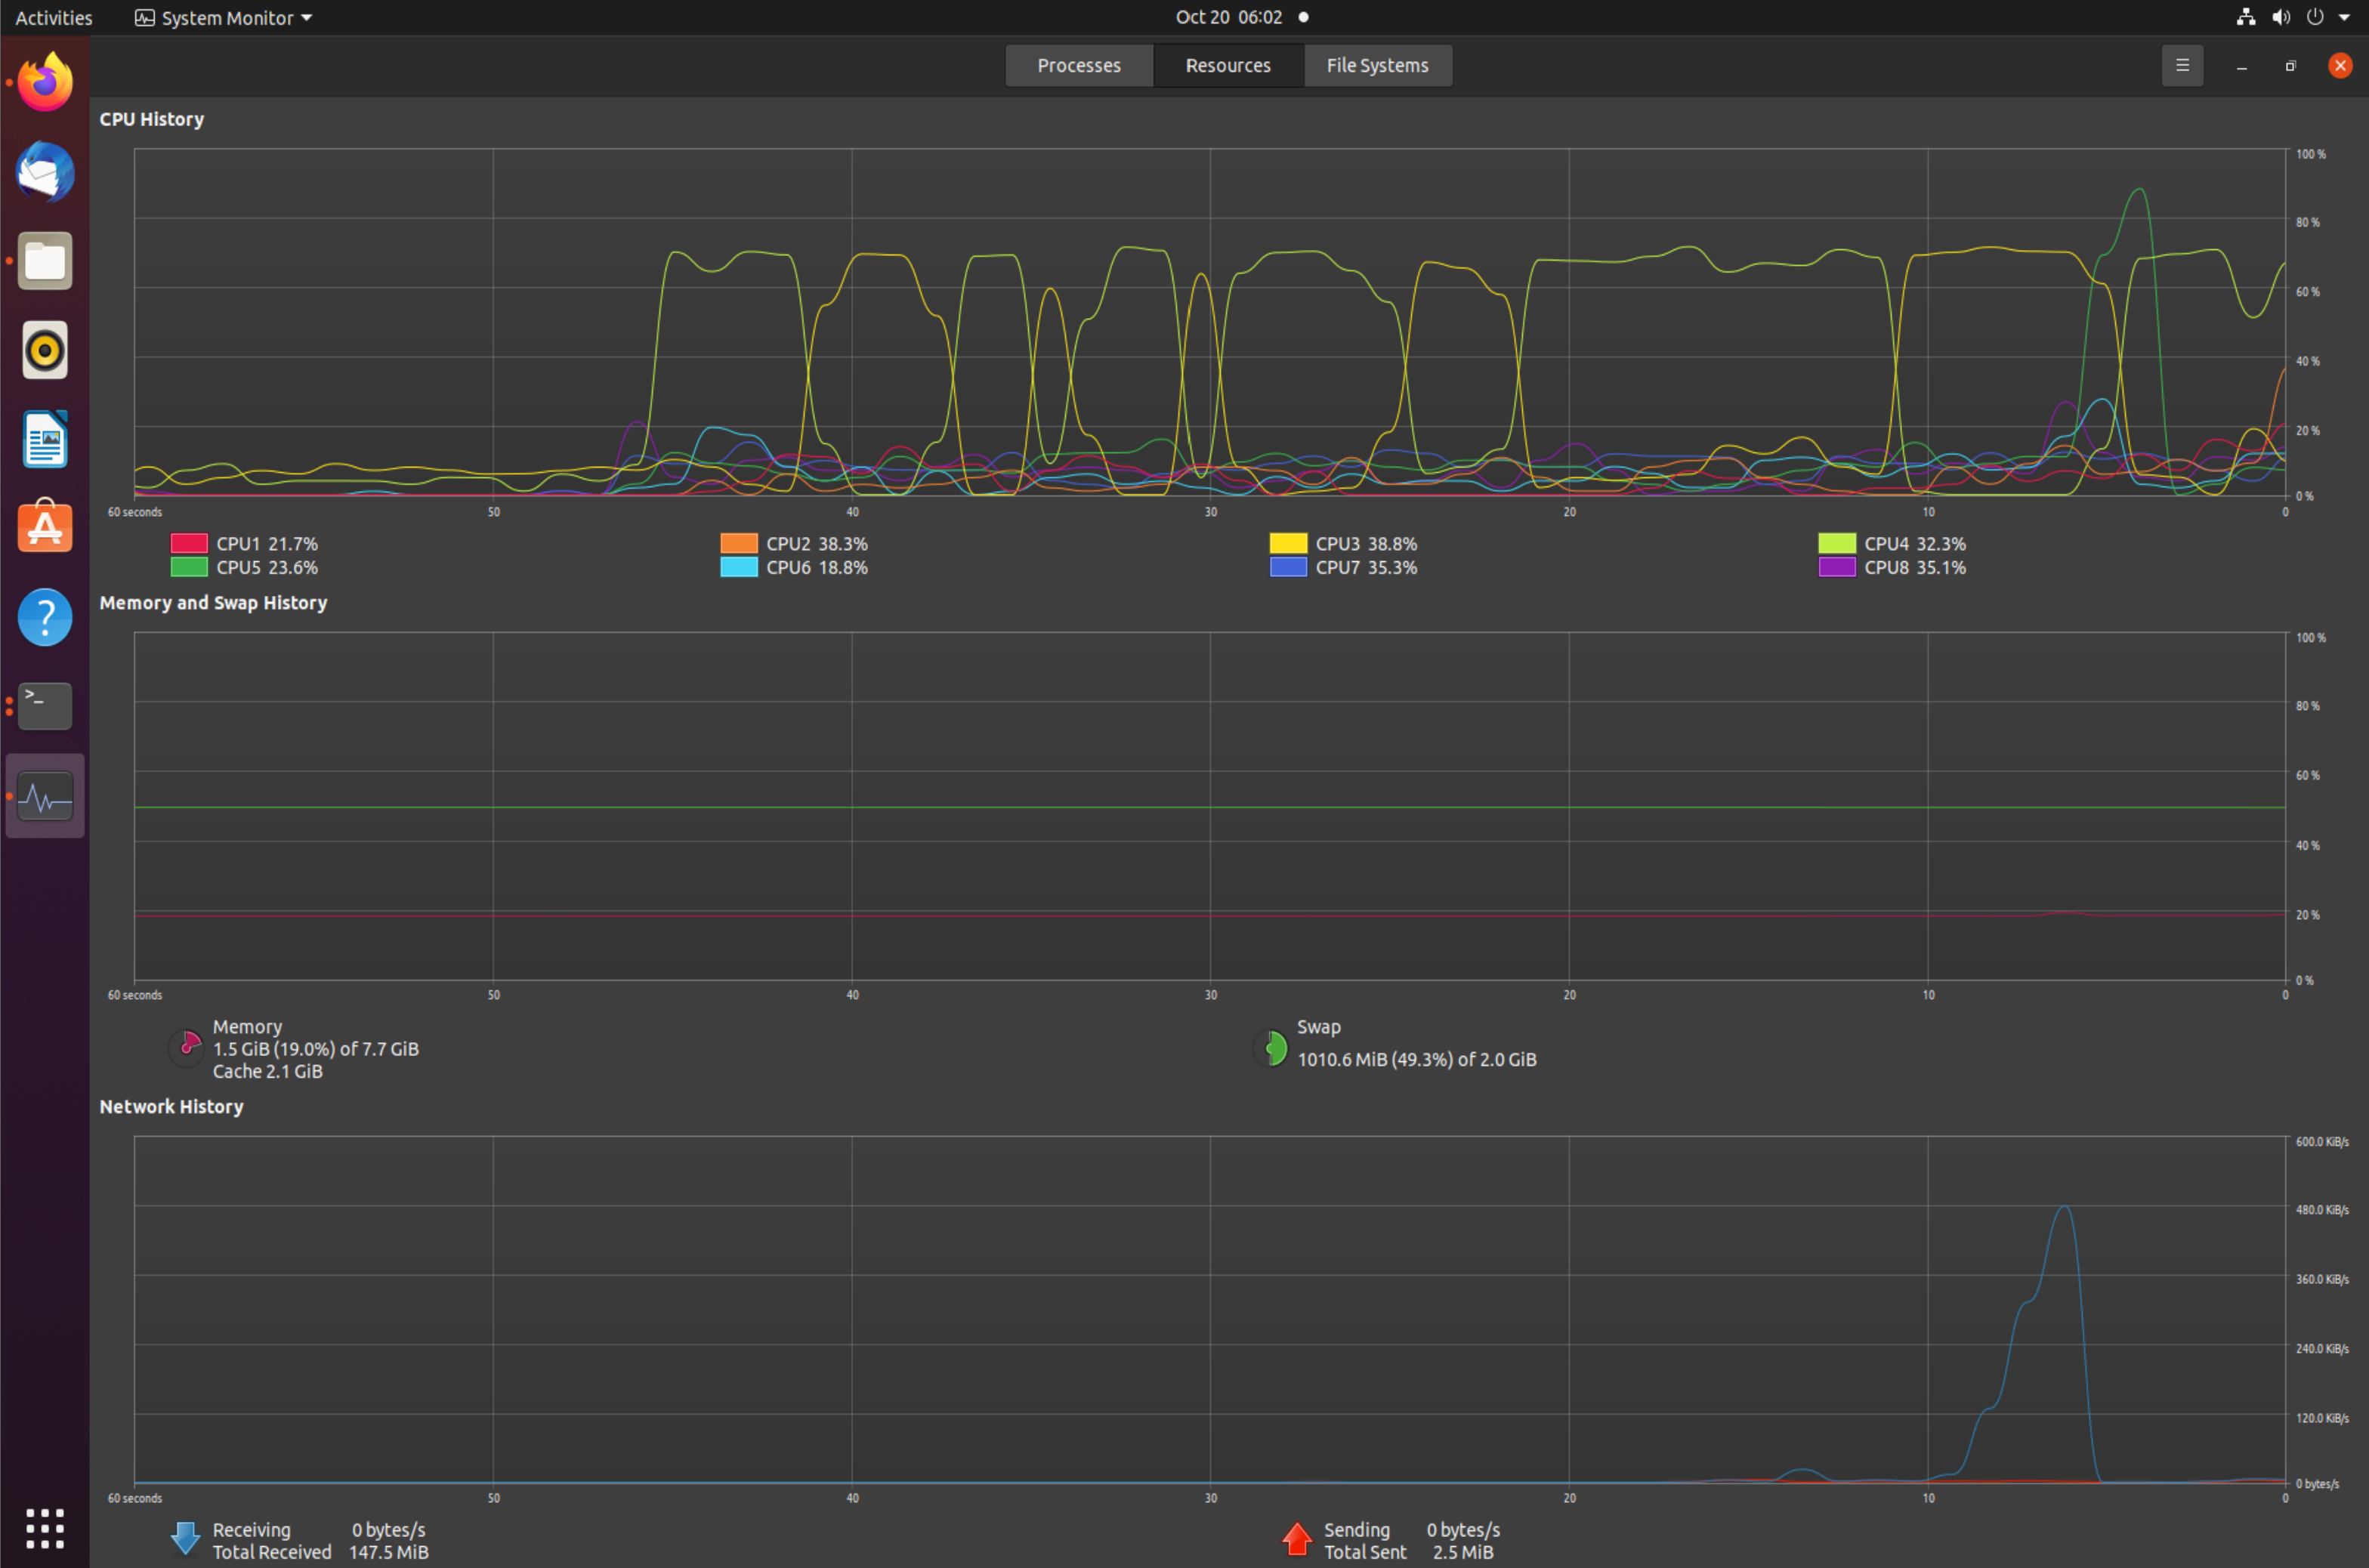 Activities System Monitor Oct 20 06:02
Processes Resources File Systems
CPU History
100 %
80 %
60 %
40 %
20 %
0 %
60 seconds 50 40 30 20 10 0
CPU1 21.7% CPU2 38.3% CPU3 38.8% CPU4 32.3%
CPU5 23.6% CPU6 18.8% CPU7 35.3% CPU8 35.1%
Memory and Swap History
100 %
80 %
60 %
40 %
20 %
0 %
60 seconds 50 40 30 20 10 0
Memory
1.5 GiB (19.0%) of 7.7 GiB
Cache 2.1 GiB
Swap
1010.6 MiB (49.3%) of 2.0 GiB
Network History
600.0 KiB/s
480.0 KiB/s
360.0 KiB/s
240.0 KiB/s
120.0 KiB/s
0 bytes/s
60 seconds 50 40 30 20 10 0
Receiving 0 bytes/s Sending 0 bytes/s
Total Received 147.5 MiB Total Sent 2.5 MiB